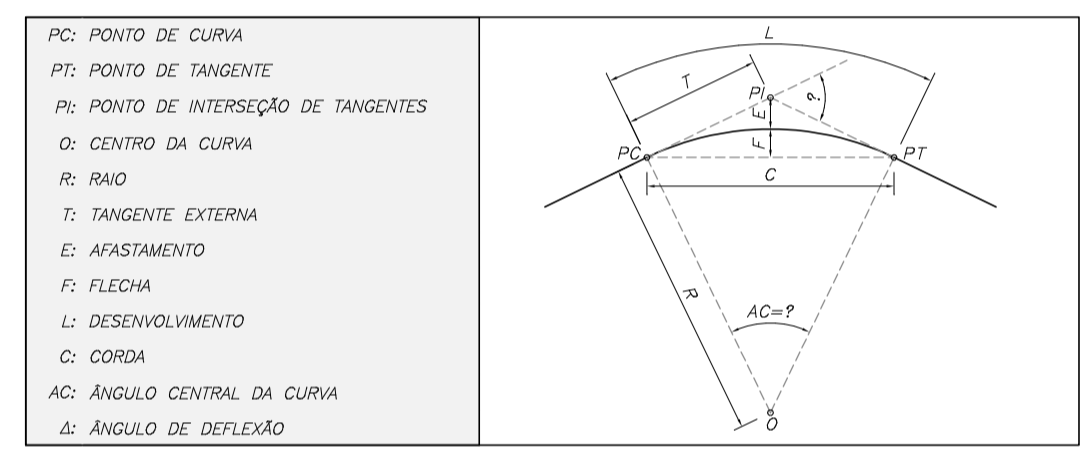 PC: PONTO DE CURVA
PT: PONTO DE TANGENTE
PI: PONTO DE INTERSEÇÃO DE TANGENTES
O: CENTRO DA CURVA
R: RAIO
T: TANGENTE EXTERNA
E: AFASTAMENTO
F: FLECHA
L: DESENVOLVIMENTO
C: CORDA
AC: ÂNGULO CENTRAL DA CURVA
Δ: ÂNGULO DE DEFLEXÃO
L
T
PI
?
E
F
PC
PT
C
R
AC=?
O